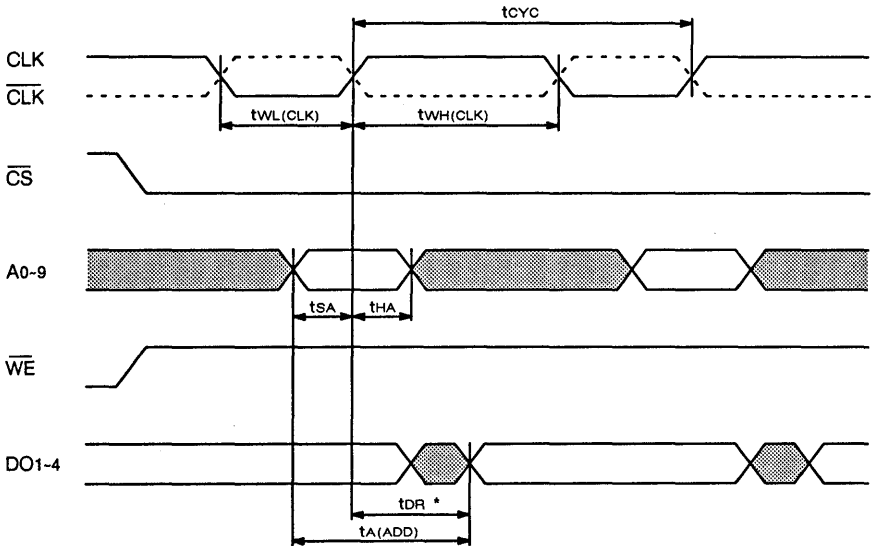 tCYC
CLK
CLK
tWL(CLK) tWH(CLK)
CS
A0~9
tSA tHA
WE
DO1~4
tDR *
tA(ADD)